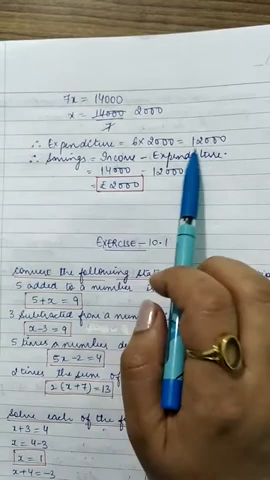 7x = 14000
x = 14000 2000
7
∴ Expenditure = 6 × 2000 = 12000
∴ Savings = Income - Expenditure.
= 14000 - 12000
= ₹ 2000
EXERCISE - 10.1
Convert the following
5 added to a number i
5 + x = 9
3 subtracted from a num
x - 3 = 9
5 times a number de
5x - 2 = 4
2 times the sum of
2 (x + 7) = 13
Solve each of the f
x + 3 = 4
x = 4 - 3
x = 1
x + 4 = -3